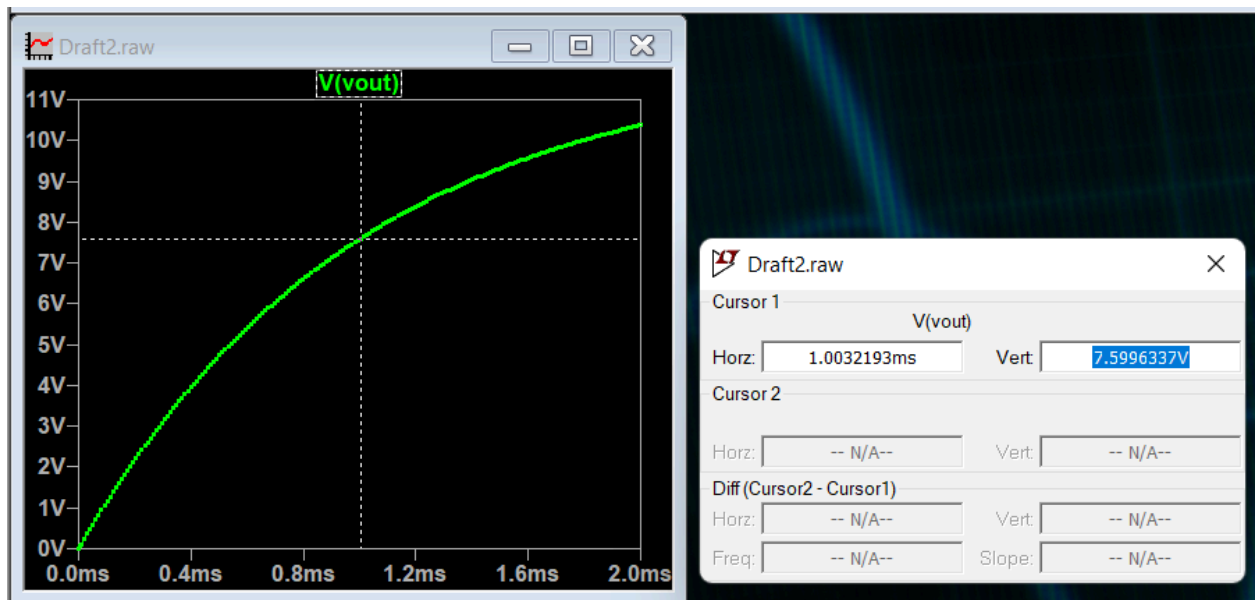 Draft2.raw
V(vout)
11V
10V
9V
8V
7V
6V
5V
4V
3V
2V
1V
0V
0.0ms 0.4ms 0.8ms 1.2ms 1.6ms 2.0ms
Draft2.raw
Cursor 1
V(vout)
Horz: 1.0032193ms Vert: 7.5996337V
Cursor 2
Horz: -- N/A-- Vert: -- N/A--
Diff (Cursor2 - Cursor1)
Horz: -- N/A-- Vert: -- N/A--
Freq: -- N/A-- Slope: -- N/A--